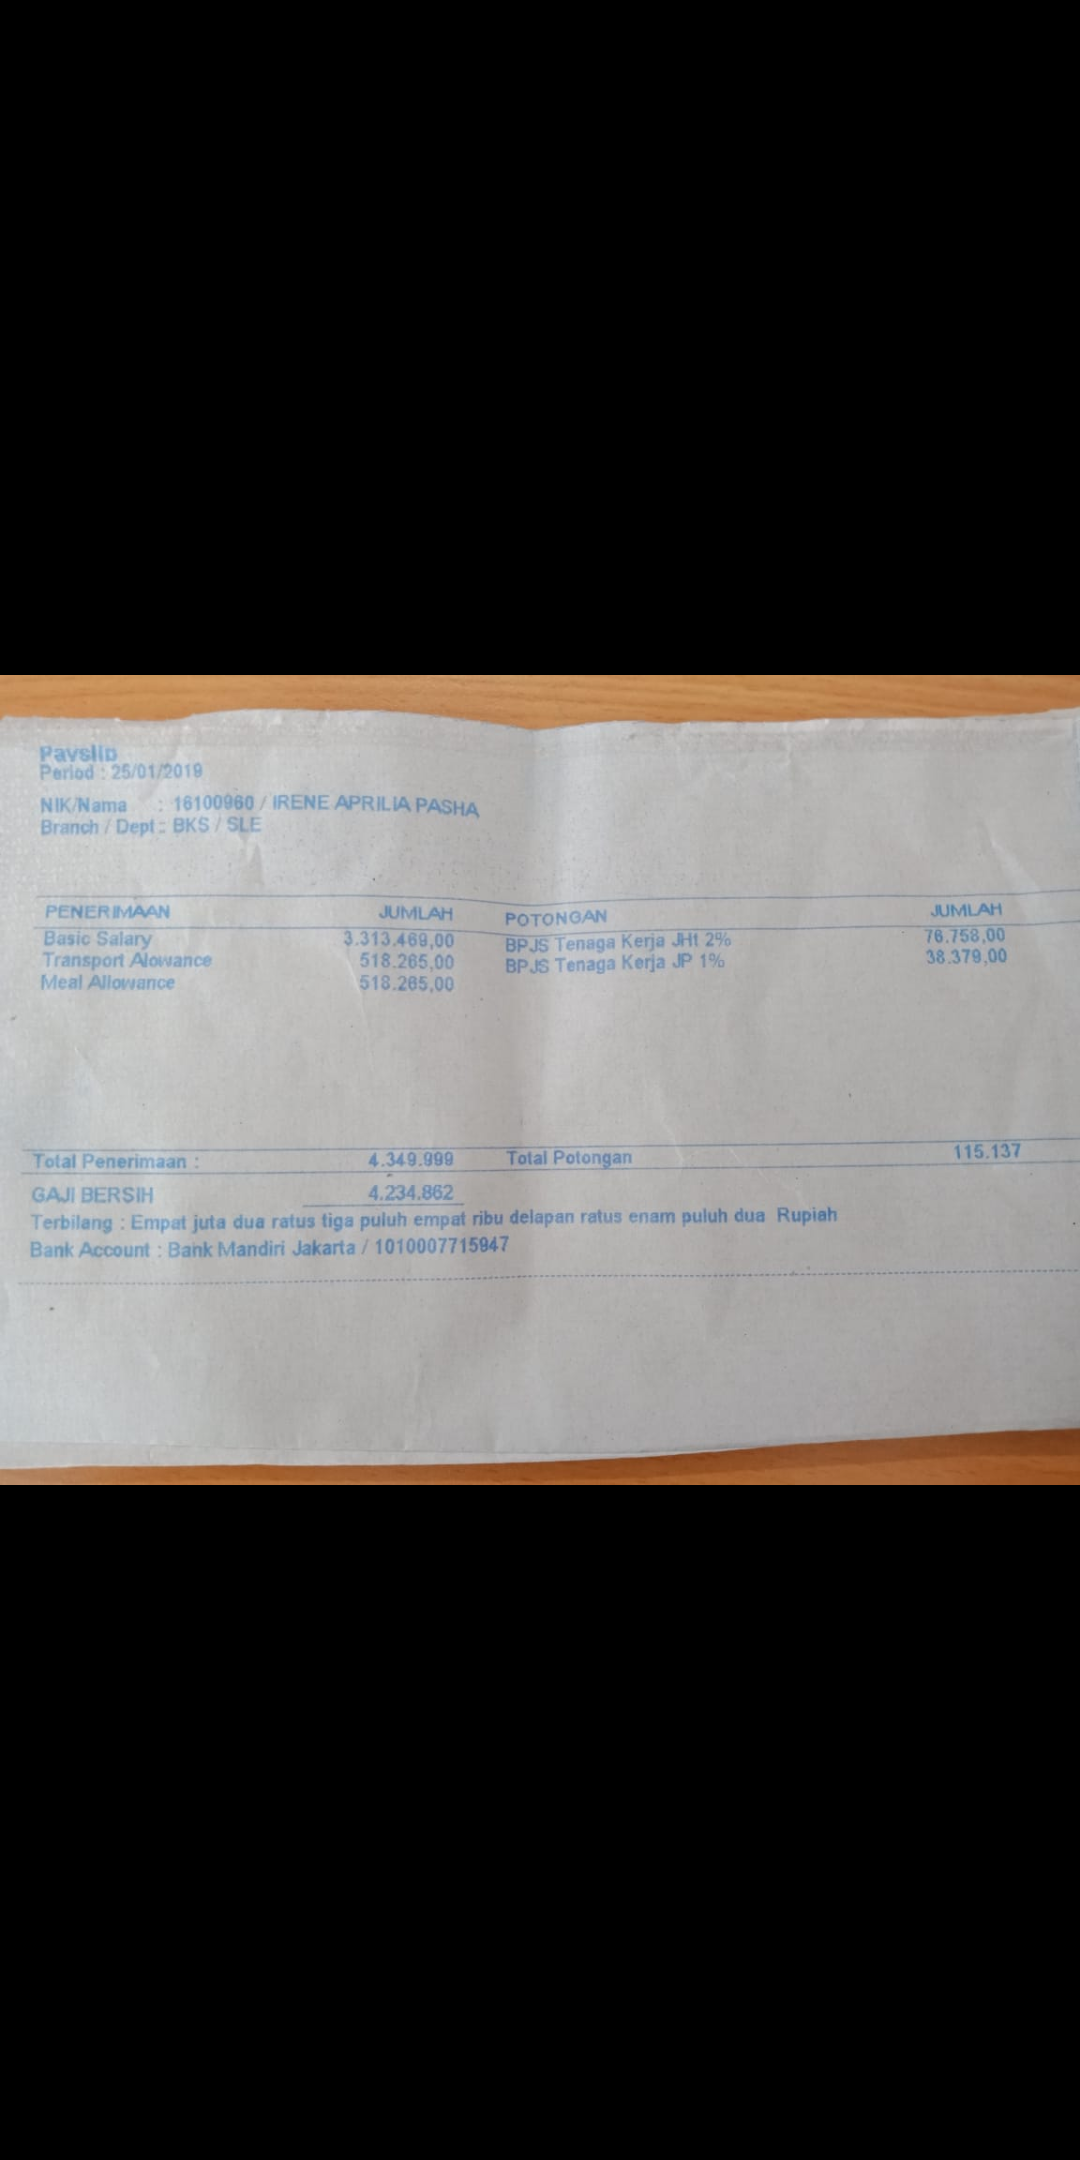 Payslip
Period : 25/01/2019
NIK/Nama : 16100960 / IRENE APRILIA PASHA
Branch / Dept : BKS / SLE
PENERIMAAN JUMLAH POTONGAN JUMLAH
Basic Salary 3.313.469,00 BPJS Tenaga Kerja JHt 2% 76.758,00
Transport Alowance 518.265,00 BPJS Tenaga Kerja JP 1% 38.379,00
Meal Allowance 518.265,00
Total Penerimaan : 4.349.999 Total Potongan 115.137
GAJI BERSIH 4.234.862
Terbilang : Empat juta dua ratus tiga puluh empat ribu delapan ratus enam puluh dua Rupiah
Bank Account : Bank Mandiri Jakarta / 1010007715947